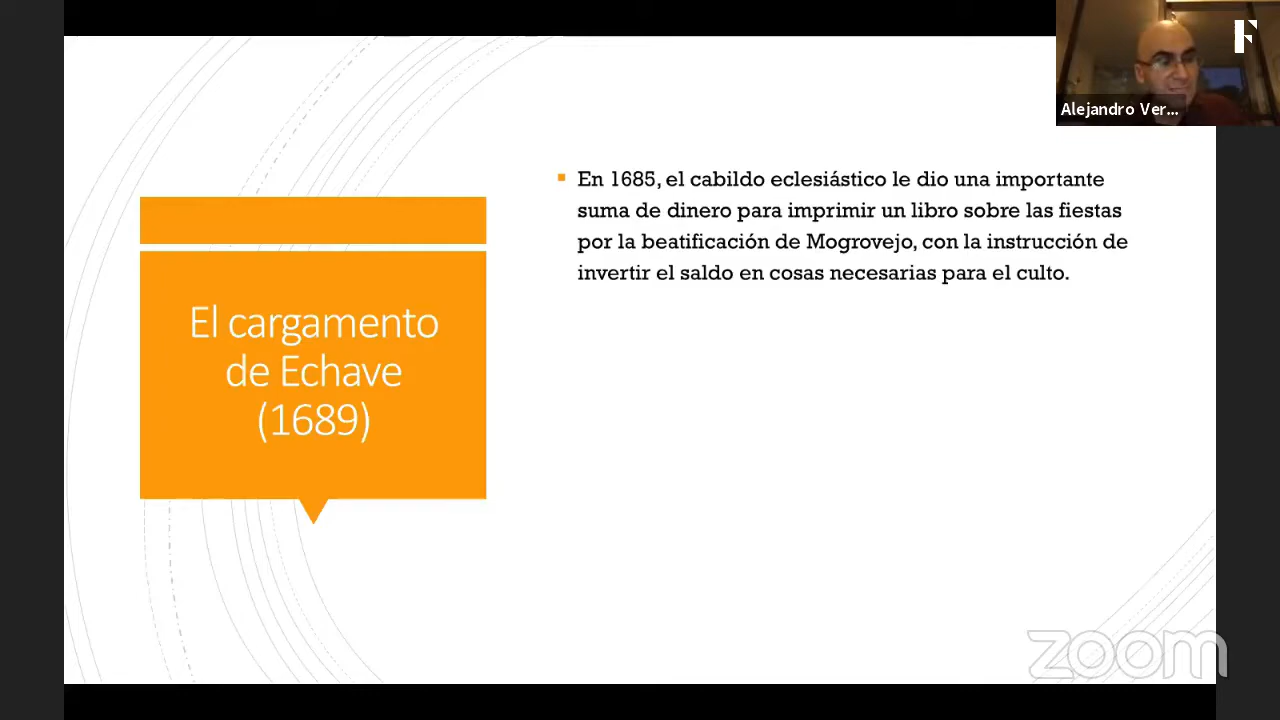 Alejandro Ver...
En 1685, el cabildo eclesiástico le dio una importante
suma de dinero para imprimir un libro sobre las fiestas
por la beatificación de Mogrovejo, con la instrucción de
invertir el saldo en cosas necesarias para el culto.
El cargamento
de Echave
(1689)
zoom